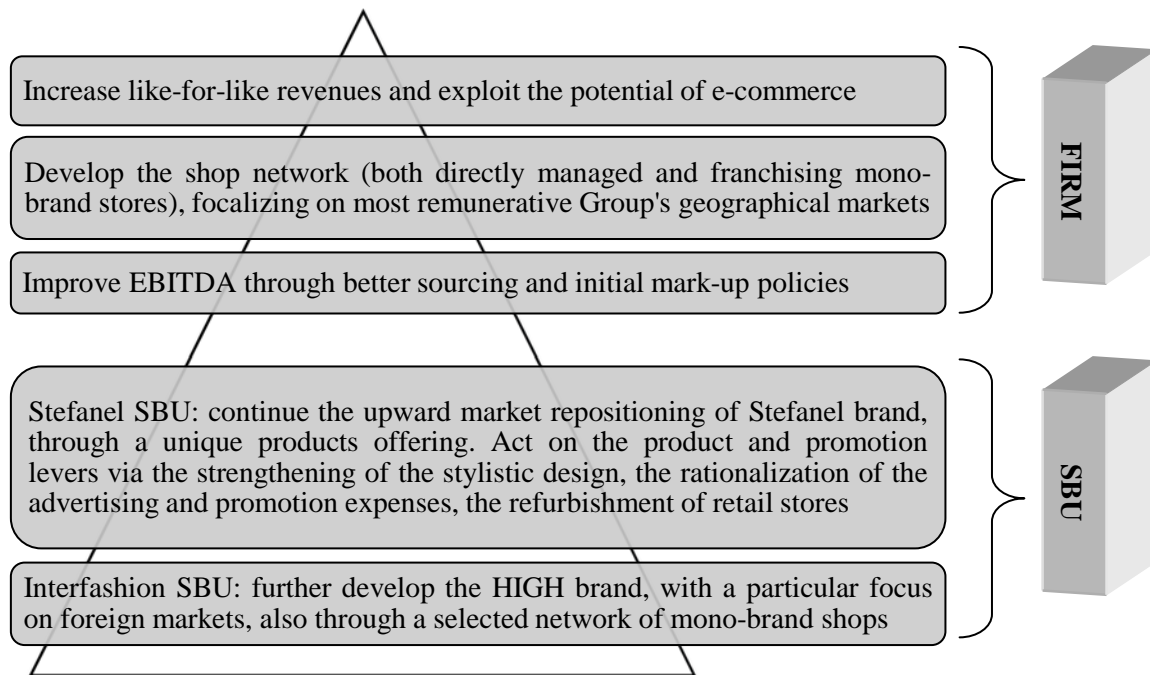 Increase like-for-like revenues and exploit the potential of e-commerce
Develop the shop network (both directly managed and franchising mono-
brand stores), focalizing on most remunerative Group's geographical markets
Improve EBITDA through better sourcing and initial mark-up policies
FIRM
Stefanel SBU: continue the upward market repositioning of Stefanel brand,
through a unique products offering. Act on the product and promotion
levers via the strengthening of the stylistic design, the rationalization of the
advertising and promotion expenses, the refurbishment of retail stores
Interfashion SBU: further develop the HIGH brand, with a particular focus
on foreign markets, also through a selected network of mono-brand shops
SBU